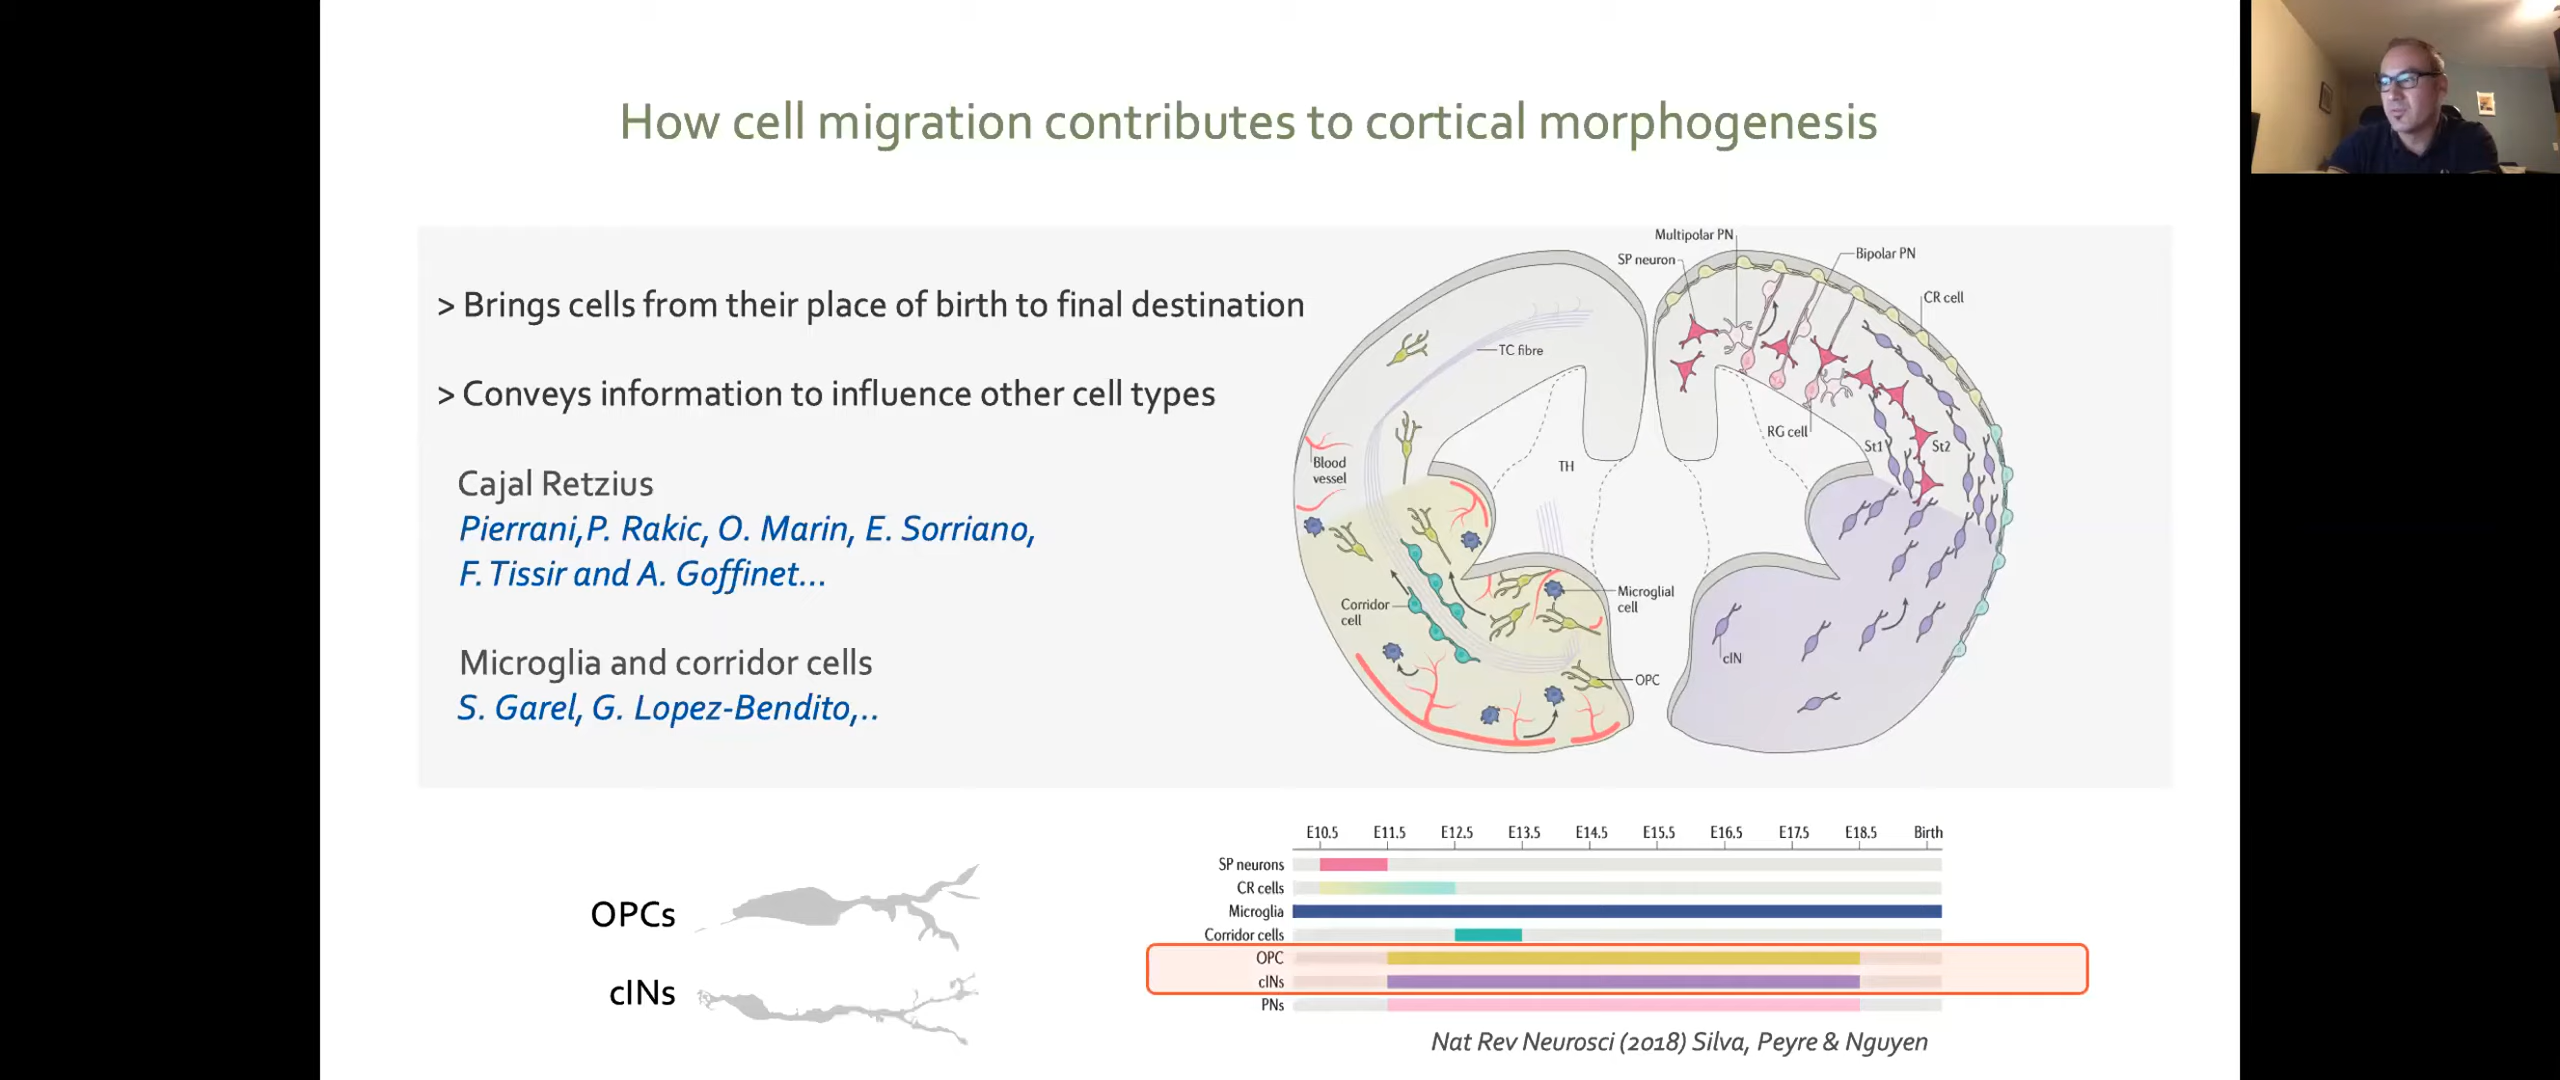 How cell migration contributes to cortical morphogenesis
> Brings cells from their place of birth to final destination
> Conveys information to influence other cell types
Cajal Retzius
Pierrani,P. Rakic, O. Marin, E. Sorriano,
F. Tissir and A. Goffinet...
Microglia and corridor cells
S. Garel, G. Lopez-Bendito,..
Multipolar PN
SP neuron
Bipolar PN
CR cell
TC fibre
RG cell
St1
St2
Blood
vessel
TH
Corridor
cell
Microglial
cell
cIN
OPC
OPCs
cINs
E10.5 E11.5 E12.5 E13.5 E14.5 E15.5 E16.5 E17.5 E18.5 Birth
SP neurons
CR cells
Microglia
Corridor cells
OPC
cINs
PNs
Nat Rev Neurosci (2018) Silva, Peyre & Nguyen